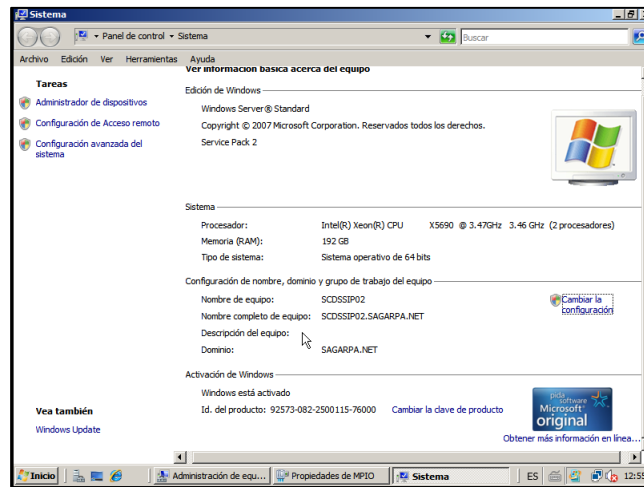 Sistema
Panel de control ▸ Sistema
Buscar
Archivo Edición Ver Herramientas Ayuda
Ver información básica acerca del equipo
Tareas
Administrador de dispositivos
Configuración de Acceso remoto
Configuración avanzada del
sistema
Edición de Windows
Windows Server® Standard
Copyright © 2007 Microsoft Corporation. Reservados todos los derechos.
Service Pack 2
Sistema
Procesador: Intel(R) Xeon(R) CPU X5690 @ 3.47GHz 3.46 GHz (2 procesadores)
Memoria (RAM): 192 GB
Tipo de sistema: Sistema operativo de 64 bits
Configuración de nombre, dominio y grupo de trabajo del equipo
Nombre de equipo: SCDSSIP02
Cambiar la
configuración
Nombre completo de equipo: SCDSSIP02.SAGARPA.NET
Descripción del equipo:
Dominio: SAGARPA.NET
Activación de Windows
Windows está activado
Id. del producto: 92573-082-2500115-76000 Cambiar la clave de producto
pida
software
Microsoft
original
Obtener más información en línea...
Vea también
Windows Update
Inicio Administración de equ... Propiedades de MPIO Sistema ES 12:55